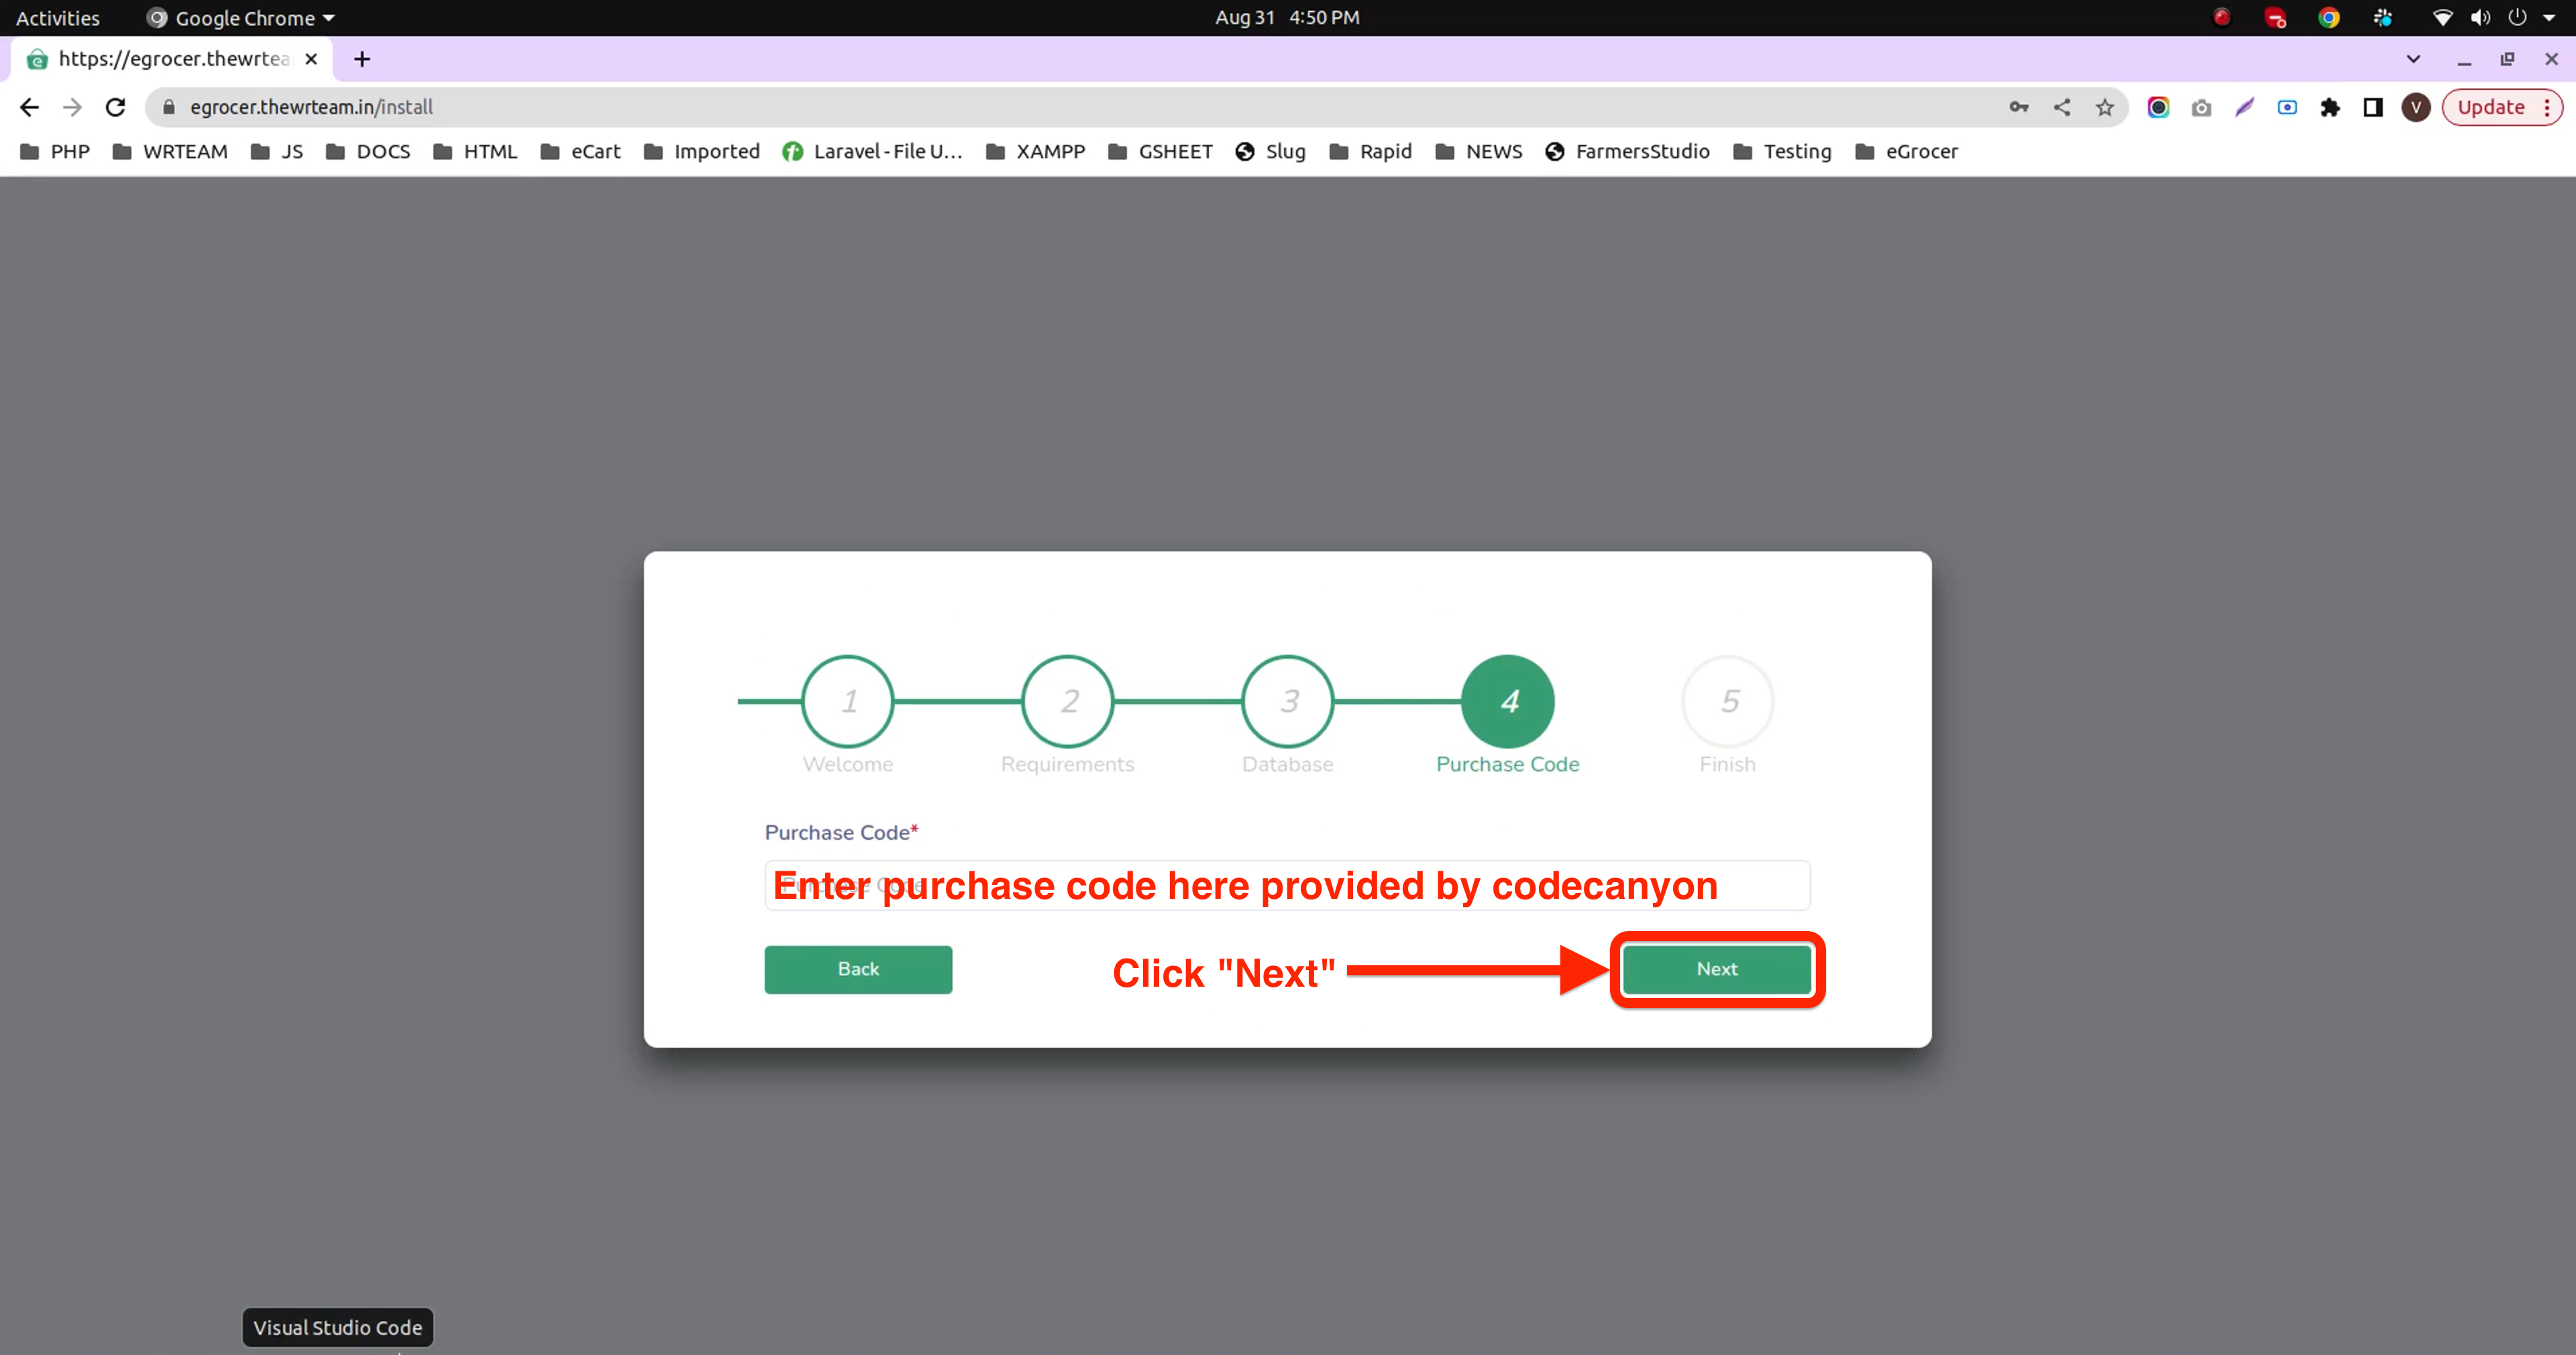 Activities Google Chrome Aug 31 4:50 PM
https://egrocer.thewrtea
egrocer.thewrteam.in/install V Update
PHP WRTEAM JS DOCS HTML eCart Imported Laravel - File U... XAMPP GSHEET Slug Rapid NEWS FarmersStudio Testing eGrocer
1 2 3 4 5
Welcome Requirements Database Purchase Code Finish
Purchase Code*
Purchase Code
Enter purchase code here provided by codecanyon
Back Click "Next" Next
Visual Studio Code